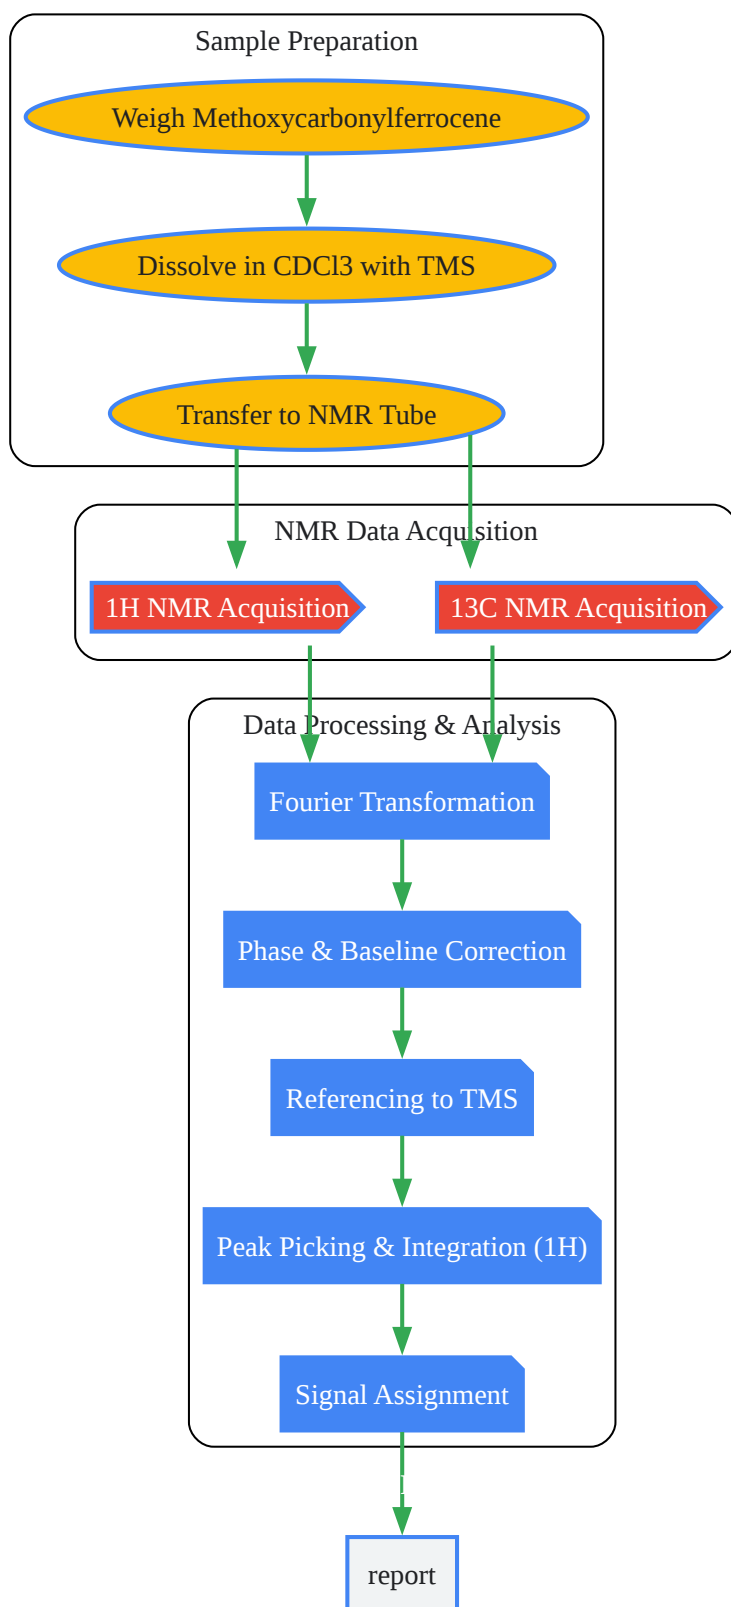 Sample Preparation
Weigh Methoxycarbonylferrocene
Dissolve in CDCl3 with TMS
Transfer to NMR Tube
NMR Data Acquisition
1H NMR Acquisition
13C NMR Acquisition
Data Processing & Analysis
Fourier Transformation
Phase & Baseline Correction
Referencing to TMS
Peak Picking & Integration (1H)
Signal Assignment
report